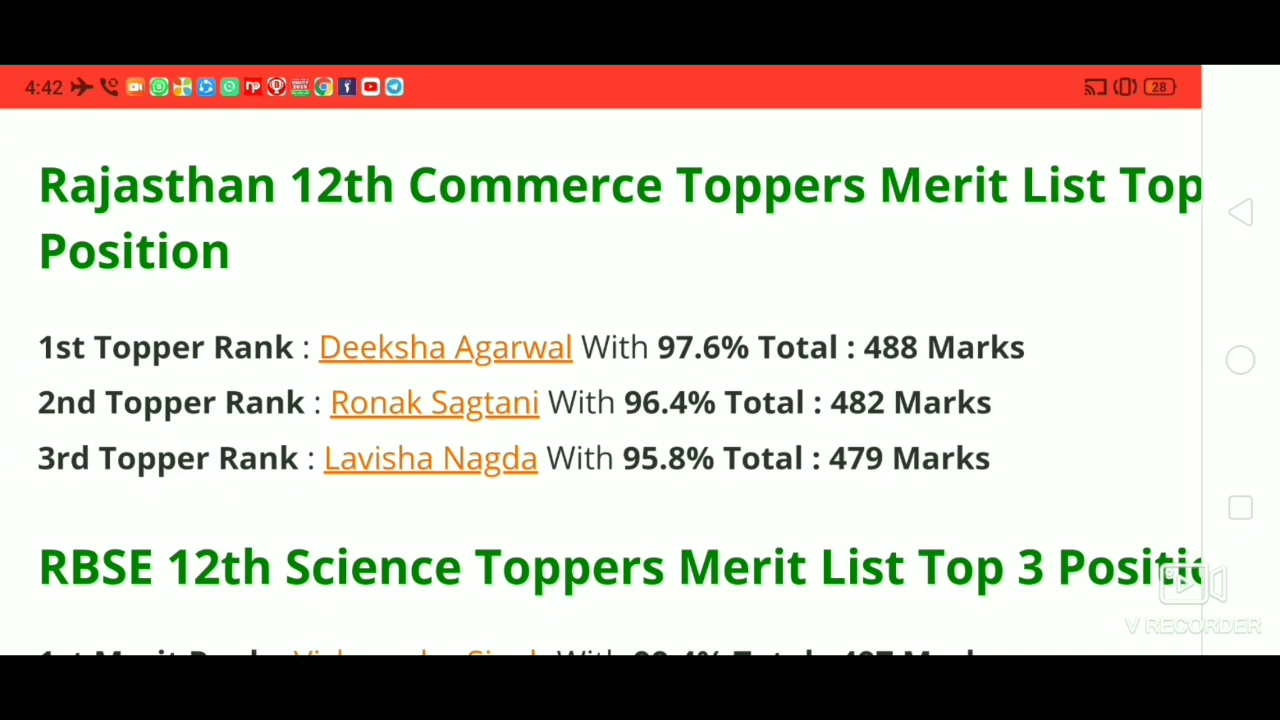 4:42
28
Rajasthan 12th Commerce Toppers Merit List Top
Position
1st Topper Rank : Deeksha Agarwal With 97.6% Total : 488 Marks
2nd Topper Rank : Ronak Sagtani With 96.4% Total : 482 Marks
3rd Topper Rank : Lavisha Nagda With 95.8% Total : 479 Marks
RBSE 12th Science Toppers Merit List Top 3 Positio
V RECORDER